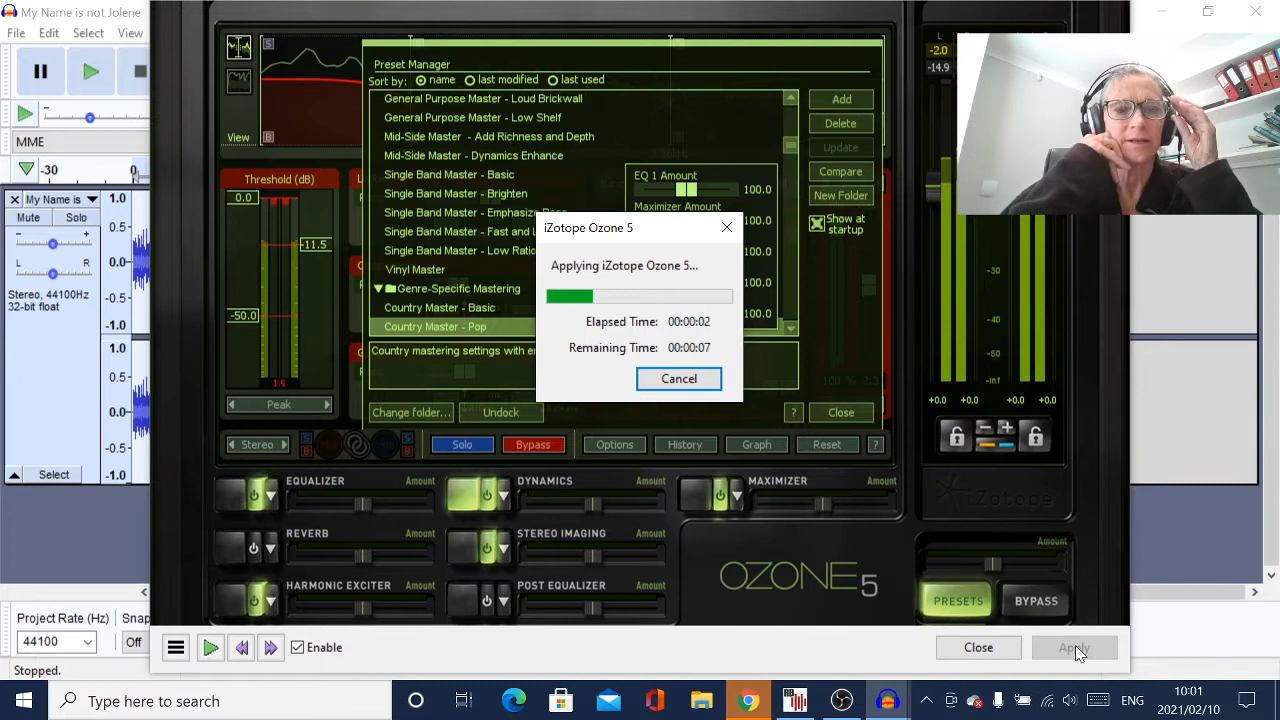 My Name is not Jolene
File Edit Select View
MME
-30 0
My Name is
Mute Solo
- +
L R
Stereo, 44100Hz
32-bit float
1.0
0.0-
-1.0
1.0
0.0-
-1.0
Select
Project Rate (Hz) Snap
44100 Off
Stopped.
S
B
View
Threshold (dB)
0.0
-11.5
-50.0
1.6
Peak
Stereo
S B S B
Solo Bypass Options History Graph Reset ?
Preset Manager
Sort by: name last modified last used
General Purpose Master - Loud Brickwall
General Purpose Master - Low Shelf
Mid-Side Master - Add Richness and Depth
Mid-Side Master - Dynamics Enhance
Single Band Master - Basic
Single Band Master - Brighten
Single Band Master - Emphasize
Single Band Master - Fast and L
Single Band Master - Low Ratio
Vinyl Master
Genre-Specific Mastering
Country Master - Basic
Country Master - Pop
Country mastering settings with
Change folder... Undock ? Close
EQ 1 Amount
100.0
Maximizer Amount
100.0
100.0
100.0
100.0
Add
Delete
Update
Compare
New Folder
Show at
startup
iZotope Ozone 5
Applying iZotope Ozone 5...
Elapsed Time: 00:00:02
Remaining Time: 00:00:07
Cancel
-2.0
-14.9
-30
-40
-50
-inf
+0.0 +0.0 +0.0 +0.0
iZotope
EQUALIZER Amount
DYNAMICS Amount
MAXIMIZER Amount
REVERB Amount
STEREO IMAGING Amount
HARMONIC EXCITER Amount
POST EQUALIZER Amount
OZONE 5
Amount
PRESETS BYPASS
Enable
Close Apply
Type here to search
ENG
10:01
2021/02/10